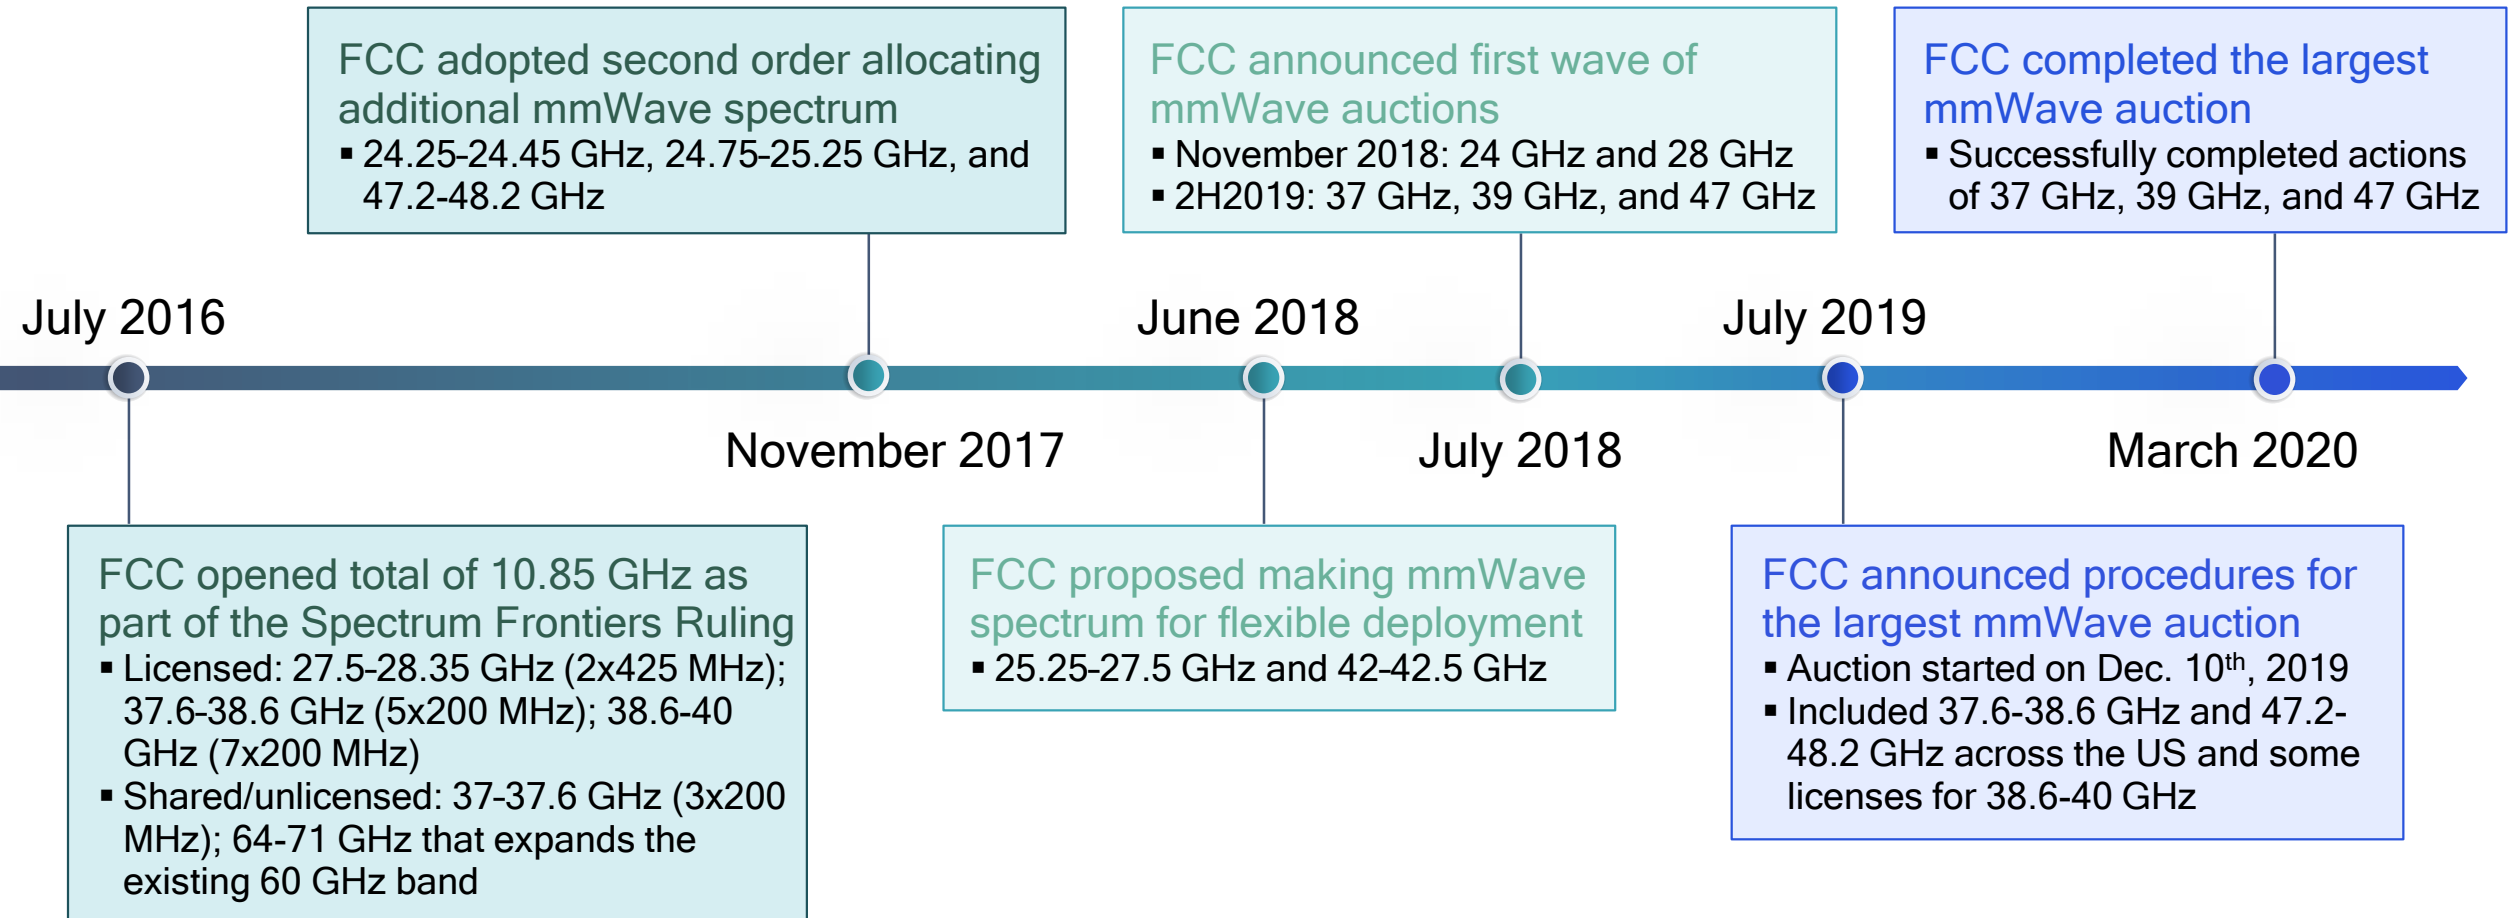 FCC adopted second order allocating
additional mmWave spectrum
▪ 24.25-24.45 GHz, 24.75-25.25 GHz, and
47.2-48.2 GHz
FCC announced first wave of
mmWave auctions
▪ November 2018: 24 GHz and 28 GHz
▪ 2H2019: 37 GHz, 39 GHz, and 47 GHz
FCC completed the largest
mmWave auction
▪ Successfully completed actions
of 37 GHz, 39 GHz, and 47 GHz
July 2016
June 2018
July 2019
November 2017
July 2018
March 2020
FCC opened total of 10.85 GHz as
part of the Spectrum Frontiers Ruling
▪ Licensed: 27.5-28.35 GHz (2x425 MHz);
37.6-38.6 GHz (5x200 MHz); 38.6-40
GHz (7x200 MHz)
▪ Shared/unlicensed: 37-37.6 GHz (3x200
MHz); 64-71 GHz that expands the
existing 60 GHz band
FCC proposed making mmWave
spectrum for flexible deployment
▪ 25.25-27.5 GHz and 42-42.5 GHz
FCC announced procedures for
the largest mmWave auction
▪ Auction started on Dec. 10th, 2019
▪ Included 37.6-38.6 GHz and 47.2-
48.2 GHz across the US and some
licenses for 38.6-40 GHz